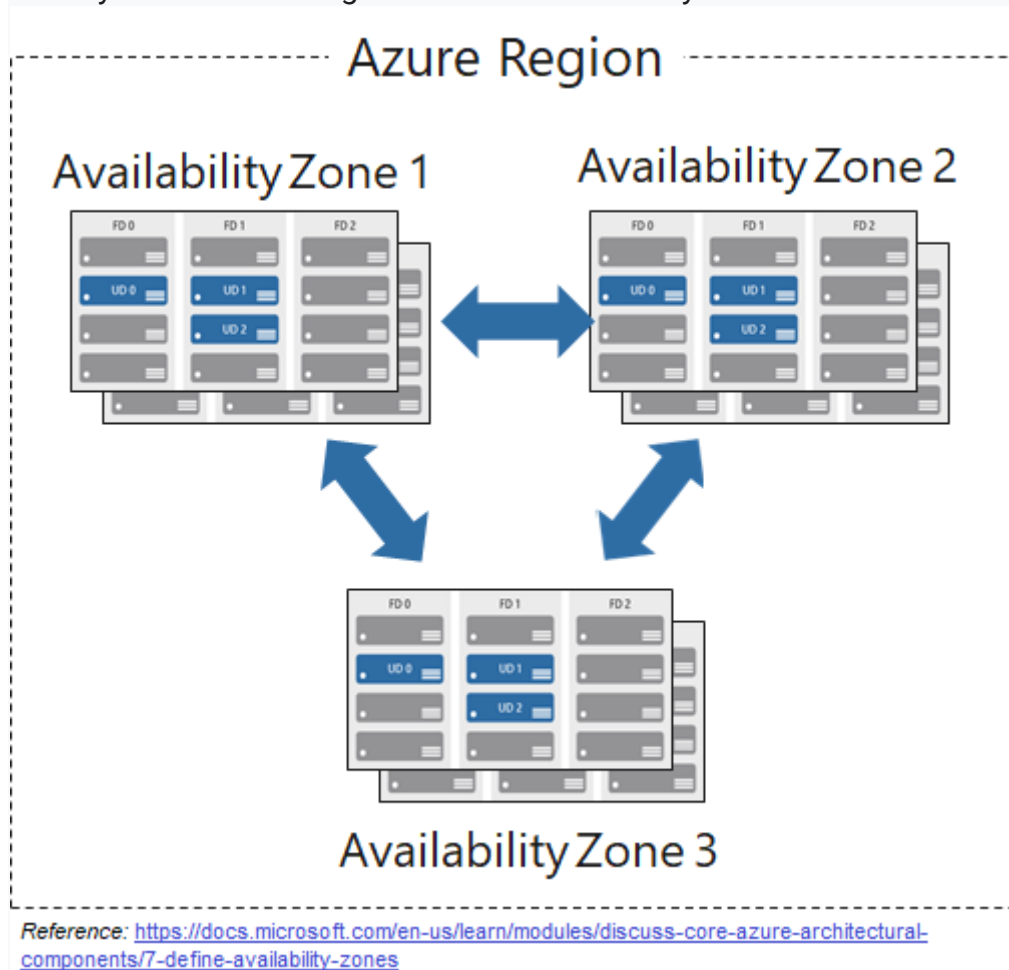 Azure Region
Availability Zone 1
Availability Zone 2
FD 0 FD 1 FD 2
UD 0 UD 1
UD 2
FD 0 FD 1 FD 2
UD 0 UD 1
UD 2
FD 0 FD 1 FD 2
UD 0 UD 1
UD 2
Availability Zone 3
Reference: https://docs.microsoft.com/en-us/learn/modules/discuss-core-azure-architectural-
components/7-define-availability-zones